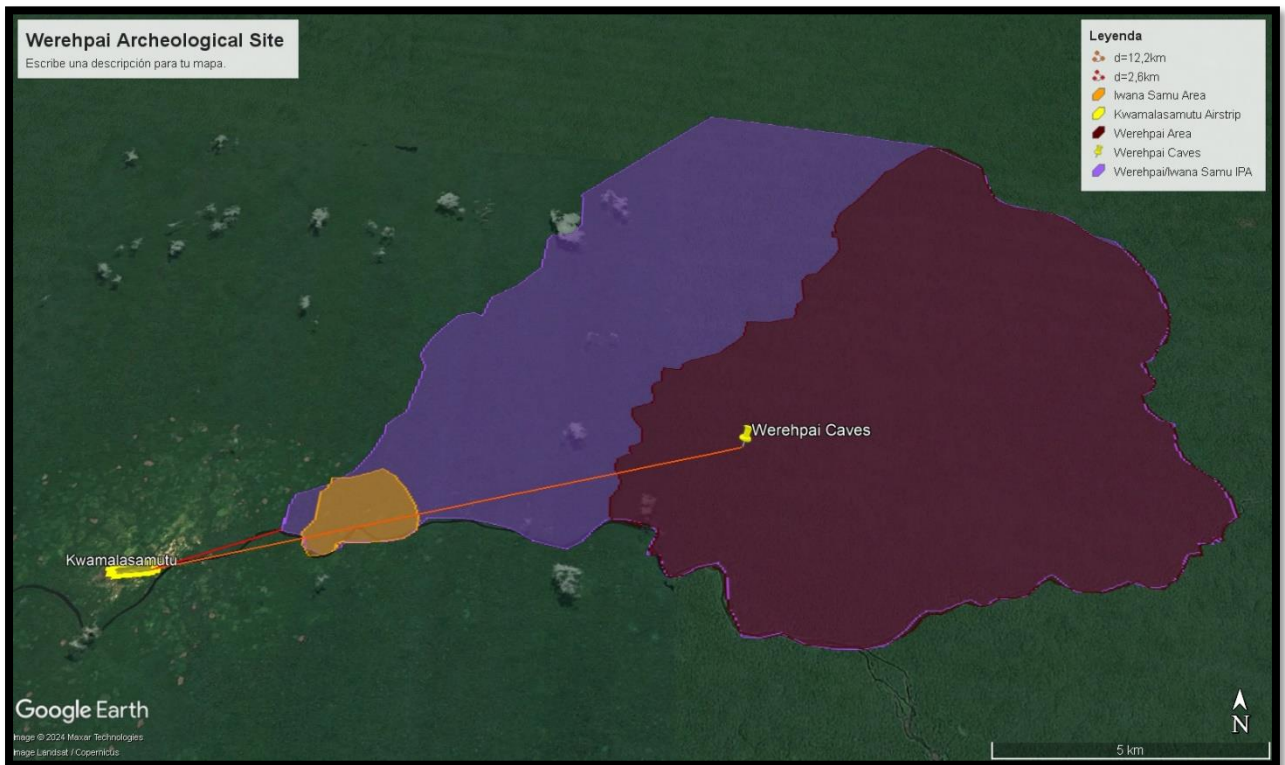 Werehpai Archeological Site
Escribe una descripción para tu mapa.
Leyenda
d=12,2km
d=2,6km
Iwana Samu Area
Kwamalasamutu Airstrip
Werehpai Area
Werehpai Caves
Werehpai/Iwana Samu IPA
Werehpai Caves
Kwamalasamutu
Google Earth
Image © 2024 Maxar Technologies
Image Landsat / Copernicus
N
5 km